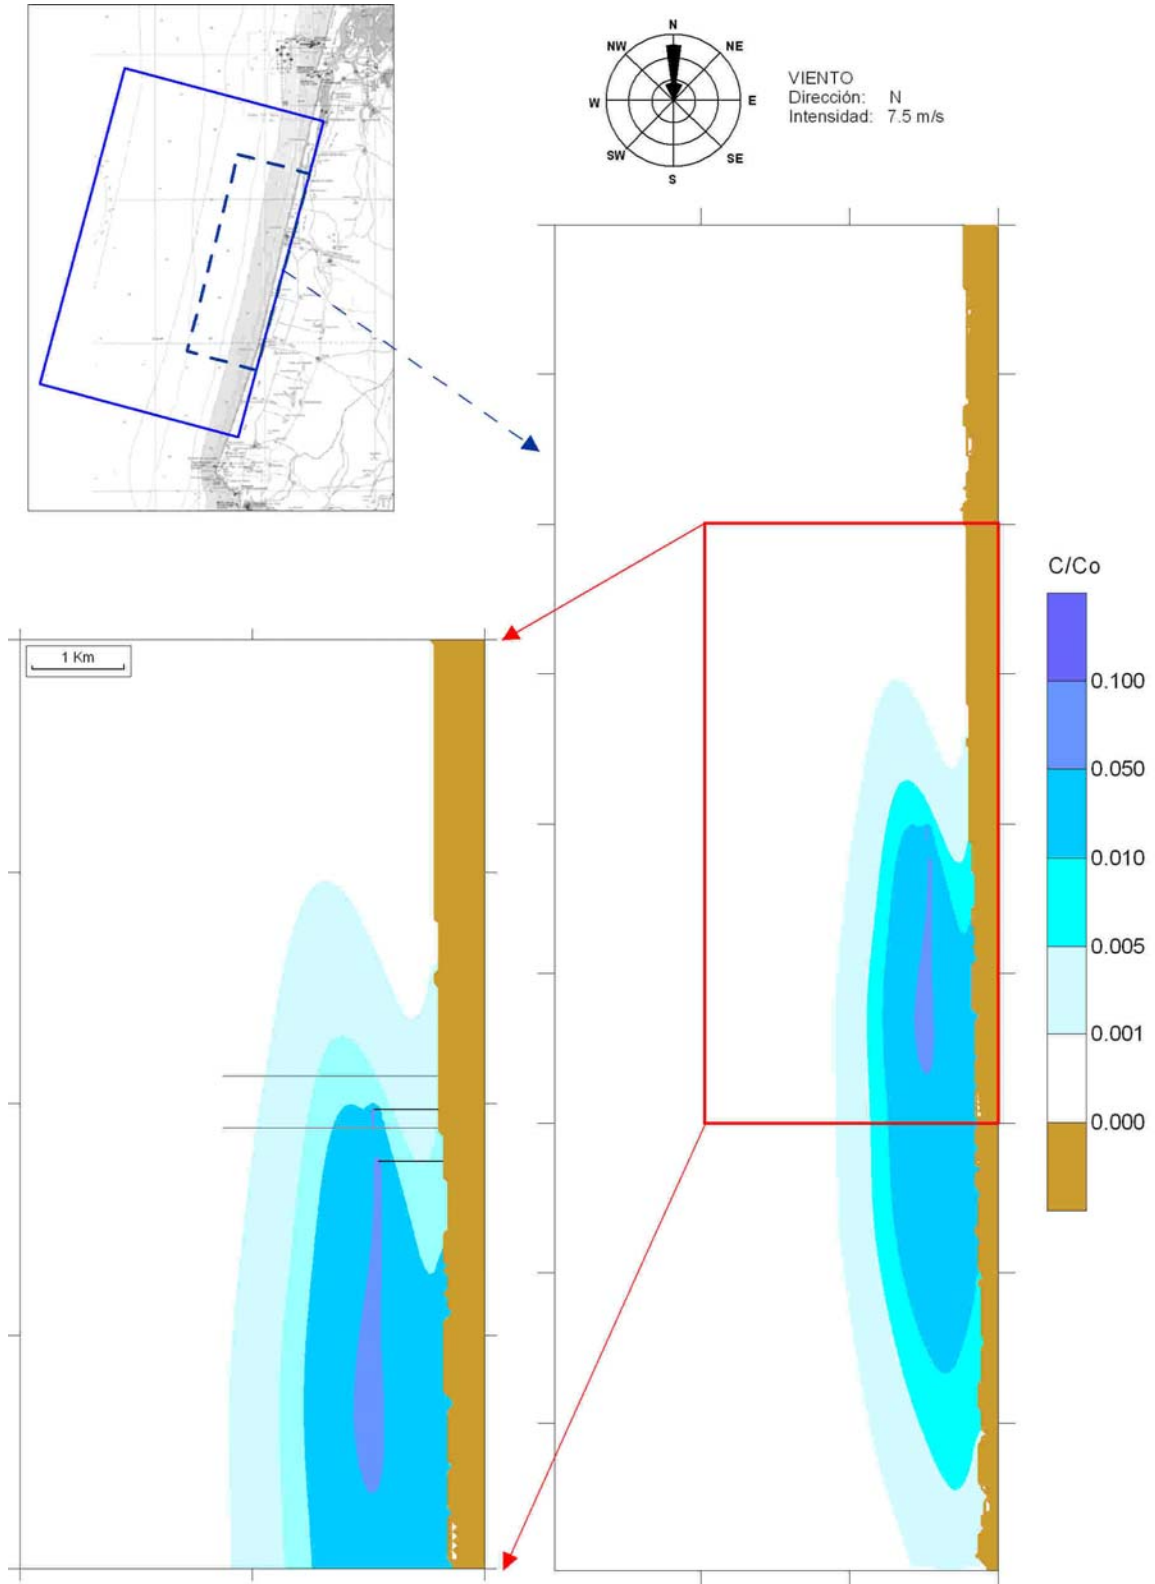 N
NW
NE
W
E
SW
SE
S
VIENTO
Dirección: N
Intensidad: 7.5 m/s
C/Co
0.100
0.050
0.010
0.005
0.001
0.000
1 Km